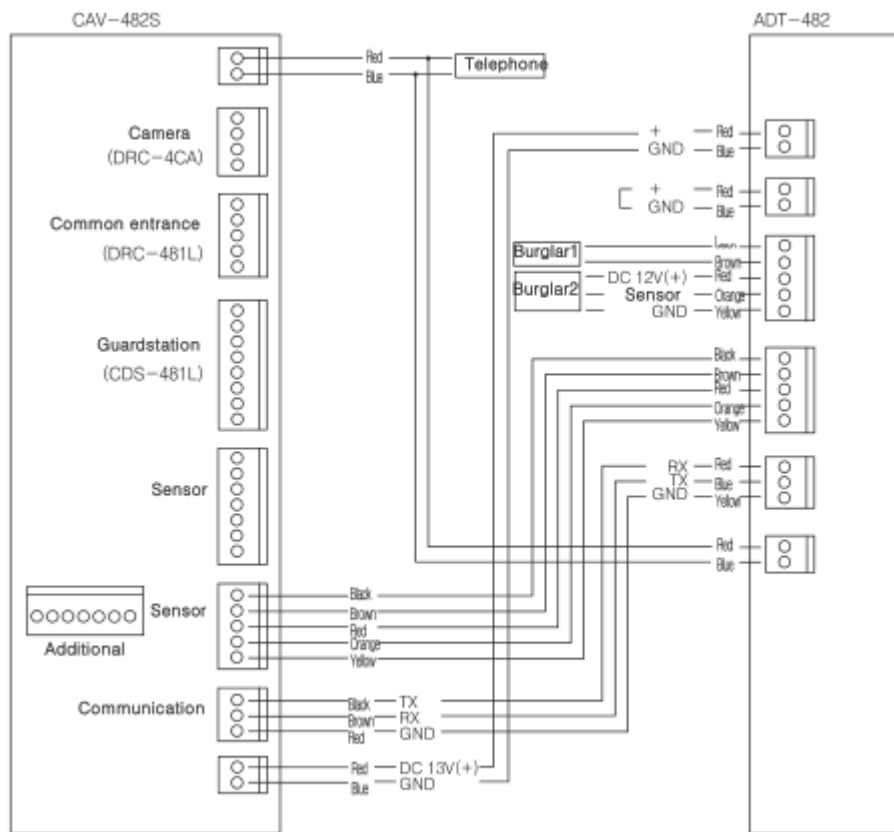 CAV-482S
ADT-482
Red
Blue
Telephone
Camera
(DRC-4CA)
+ Red
GND Blue
+ Red
GND Blue
Common entrance
(DRC-481L)
Burglar1
Brown
Burglar2
DC 12V(+) Red
Sensor Orange
GND Yellow
Guardstation
(CDS-481L)
Black
Brown
Red
Orange
Yellow
Sensor
RX Red
TX Blue
GND Yellow
Red
Blue
Sensor
Additional
Black
Brown
Red
Orange
Yellow
Communication
Black TX
Brown RX
Red GND
Red DC 13V(+)
Blue GND